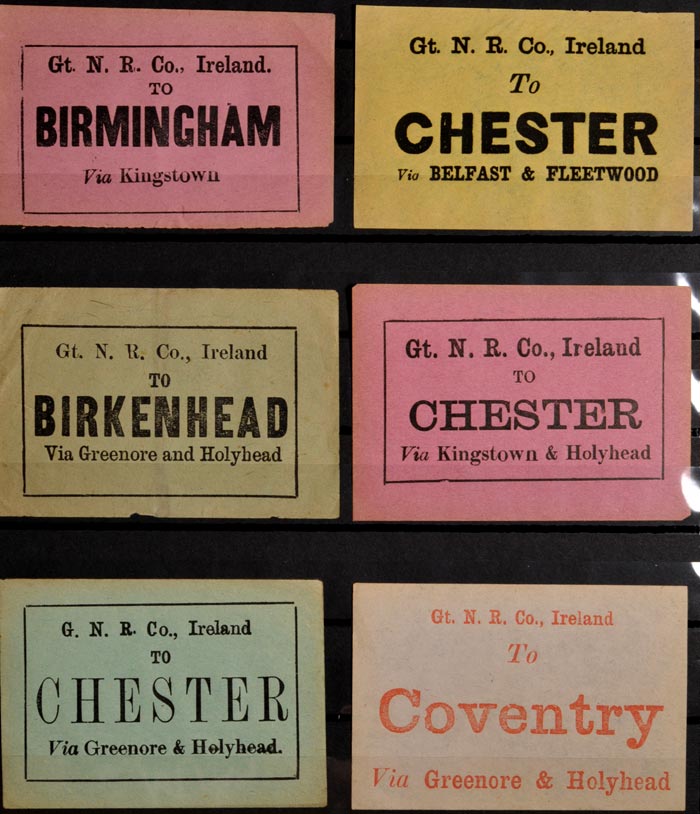 Gt. N. R. Co., Ireland.
TO
BIRMINGHAM
Via Kingstown
Gt. N. R. Co., Ireland
To
CHESTER
Via BELFAST & FLEETWOOD
Gt. N. R. Co., Ireland
TO
BIRKENHEAD
Via Greenore and Holyhead
Gt. N. R. Co., Ireland
TO
CHESTER
Via Kingstown & Holyhead
G. N. R. Co., Ireland
TO
CHESTER
Via Greenore & Holyhead.
Gt. N. R. Co., Ireland
To
Coventry
Via Greenore & Holyhead